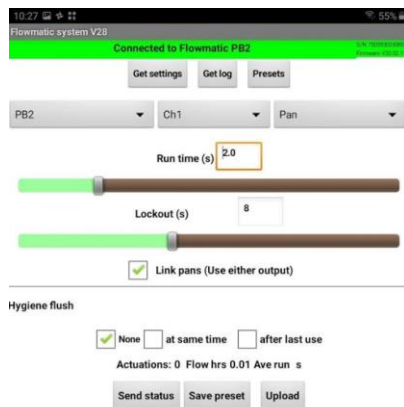 10:27 55%
Flowmatic system V28
Connected to Flowmatic PB2
Get settings Get log Presets
PB2 Ch1 Pan
Run time (s) 2.0
Lockout (s) 8
Link pans (Use either output)
Hygiene flush
None at same time after last use
Actuations: 0 Flow hrs 0.01 Ave run s
Send status Save preset Upload